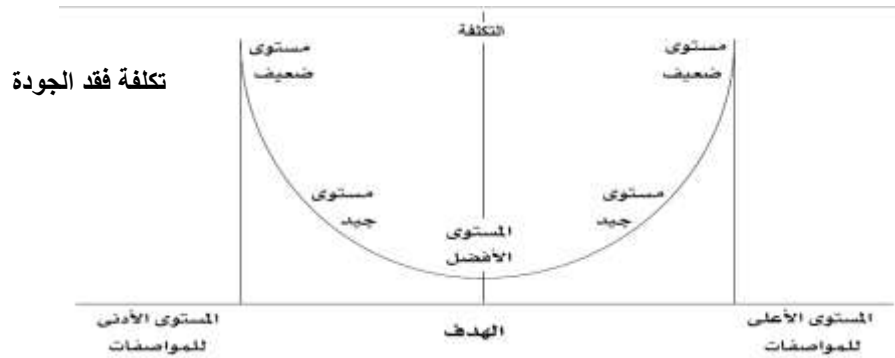 التكلفة
مستوى
ضعيف
مستوى
ضعيف
تكلفة فقد الجودة
مستوى
جيد
المستوى
الأفضل
مستوى
جيد
المستوى الأعلى
للمواصفات
الهدف
المستوى الأدنى
للمواصفات